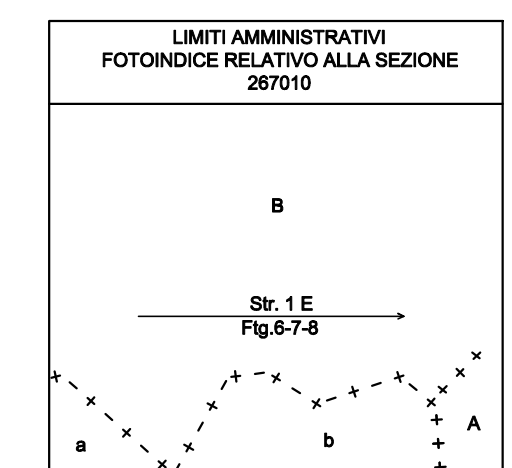 LIMITI AMMINISTRATIVI
FOTOINDICE RELATIVO ALLA SEZIONE
267010
B
Str. 1 E
Ftg.6-7-8
A
a
b